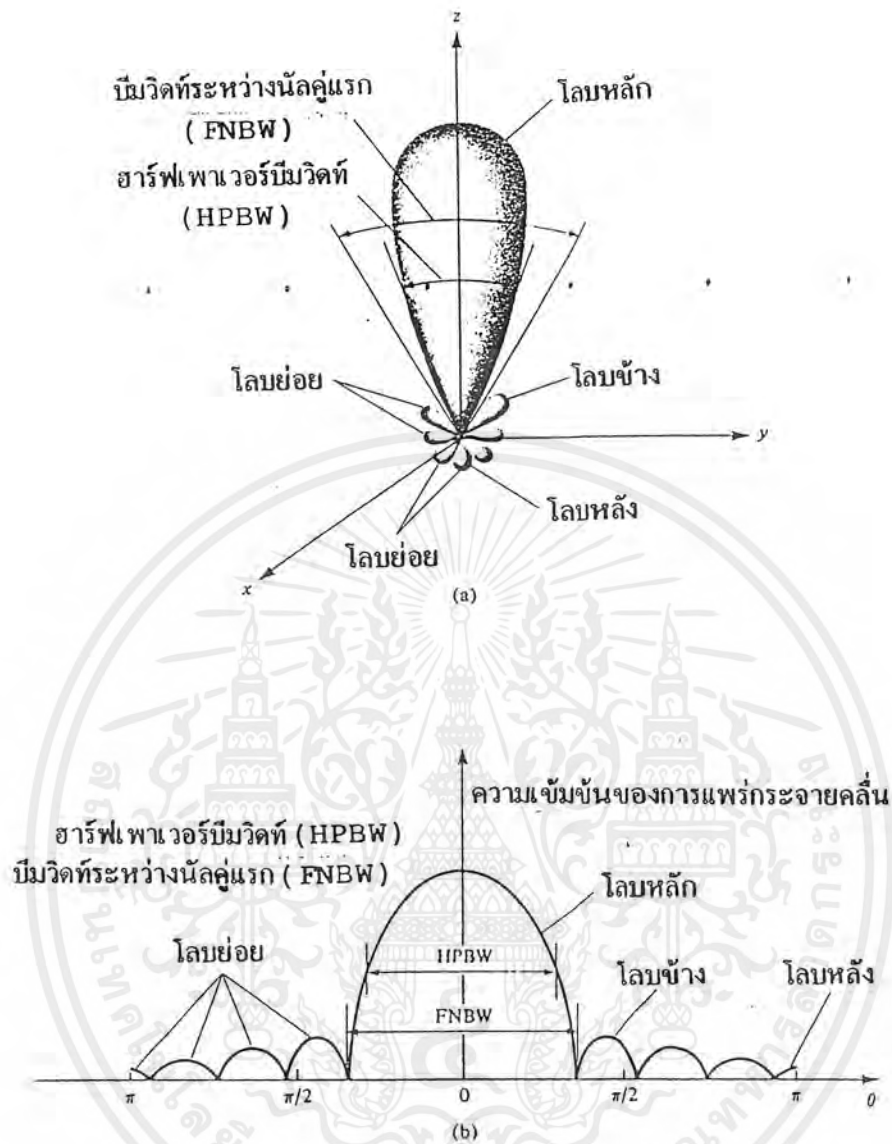 z
บีมวิดท์ระหว่างนัลคู่แรก
(FNBW)
โลบหลัก
ฮาร์ฟเพาเวอร์บีมวิดท์
(HPBW)
โลบย่อย
โลบข้าง
y
โลบหลัง
โลบย่อย
x
(a)
ความเข้มข้นของการแพร่กระจายคลื่น
ฮาร์ฟเพาเวอร์บีมวิดท์ (HPBW)
บีมวิดท์ระหว่างนัลคู่แรก (FNBW)
โลบหลัก
โลบย่อย
HPBW
โลบข้าง
โลบหลัง
FNBW
π π/2 0 π/2 π θ
(b)